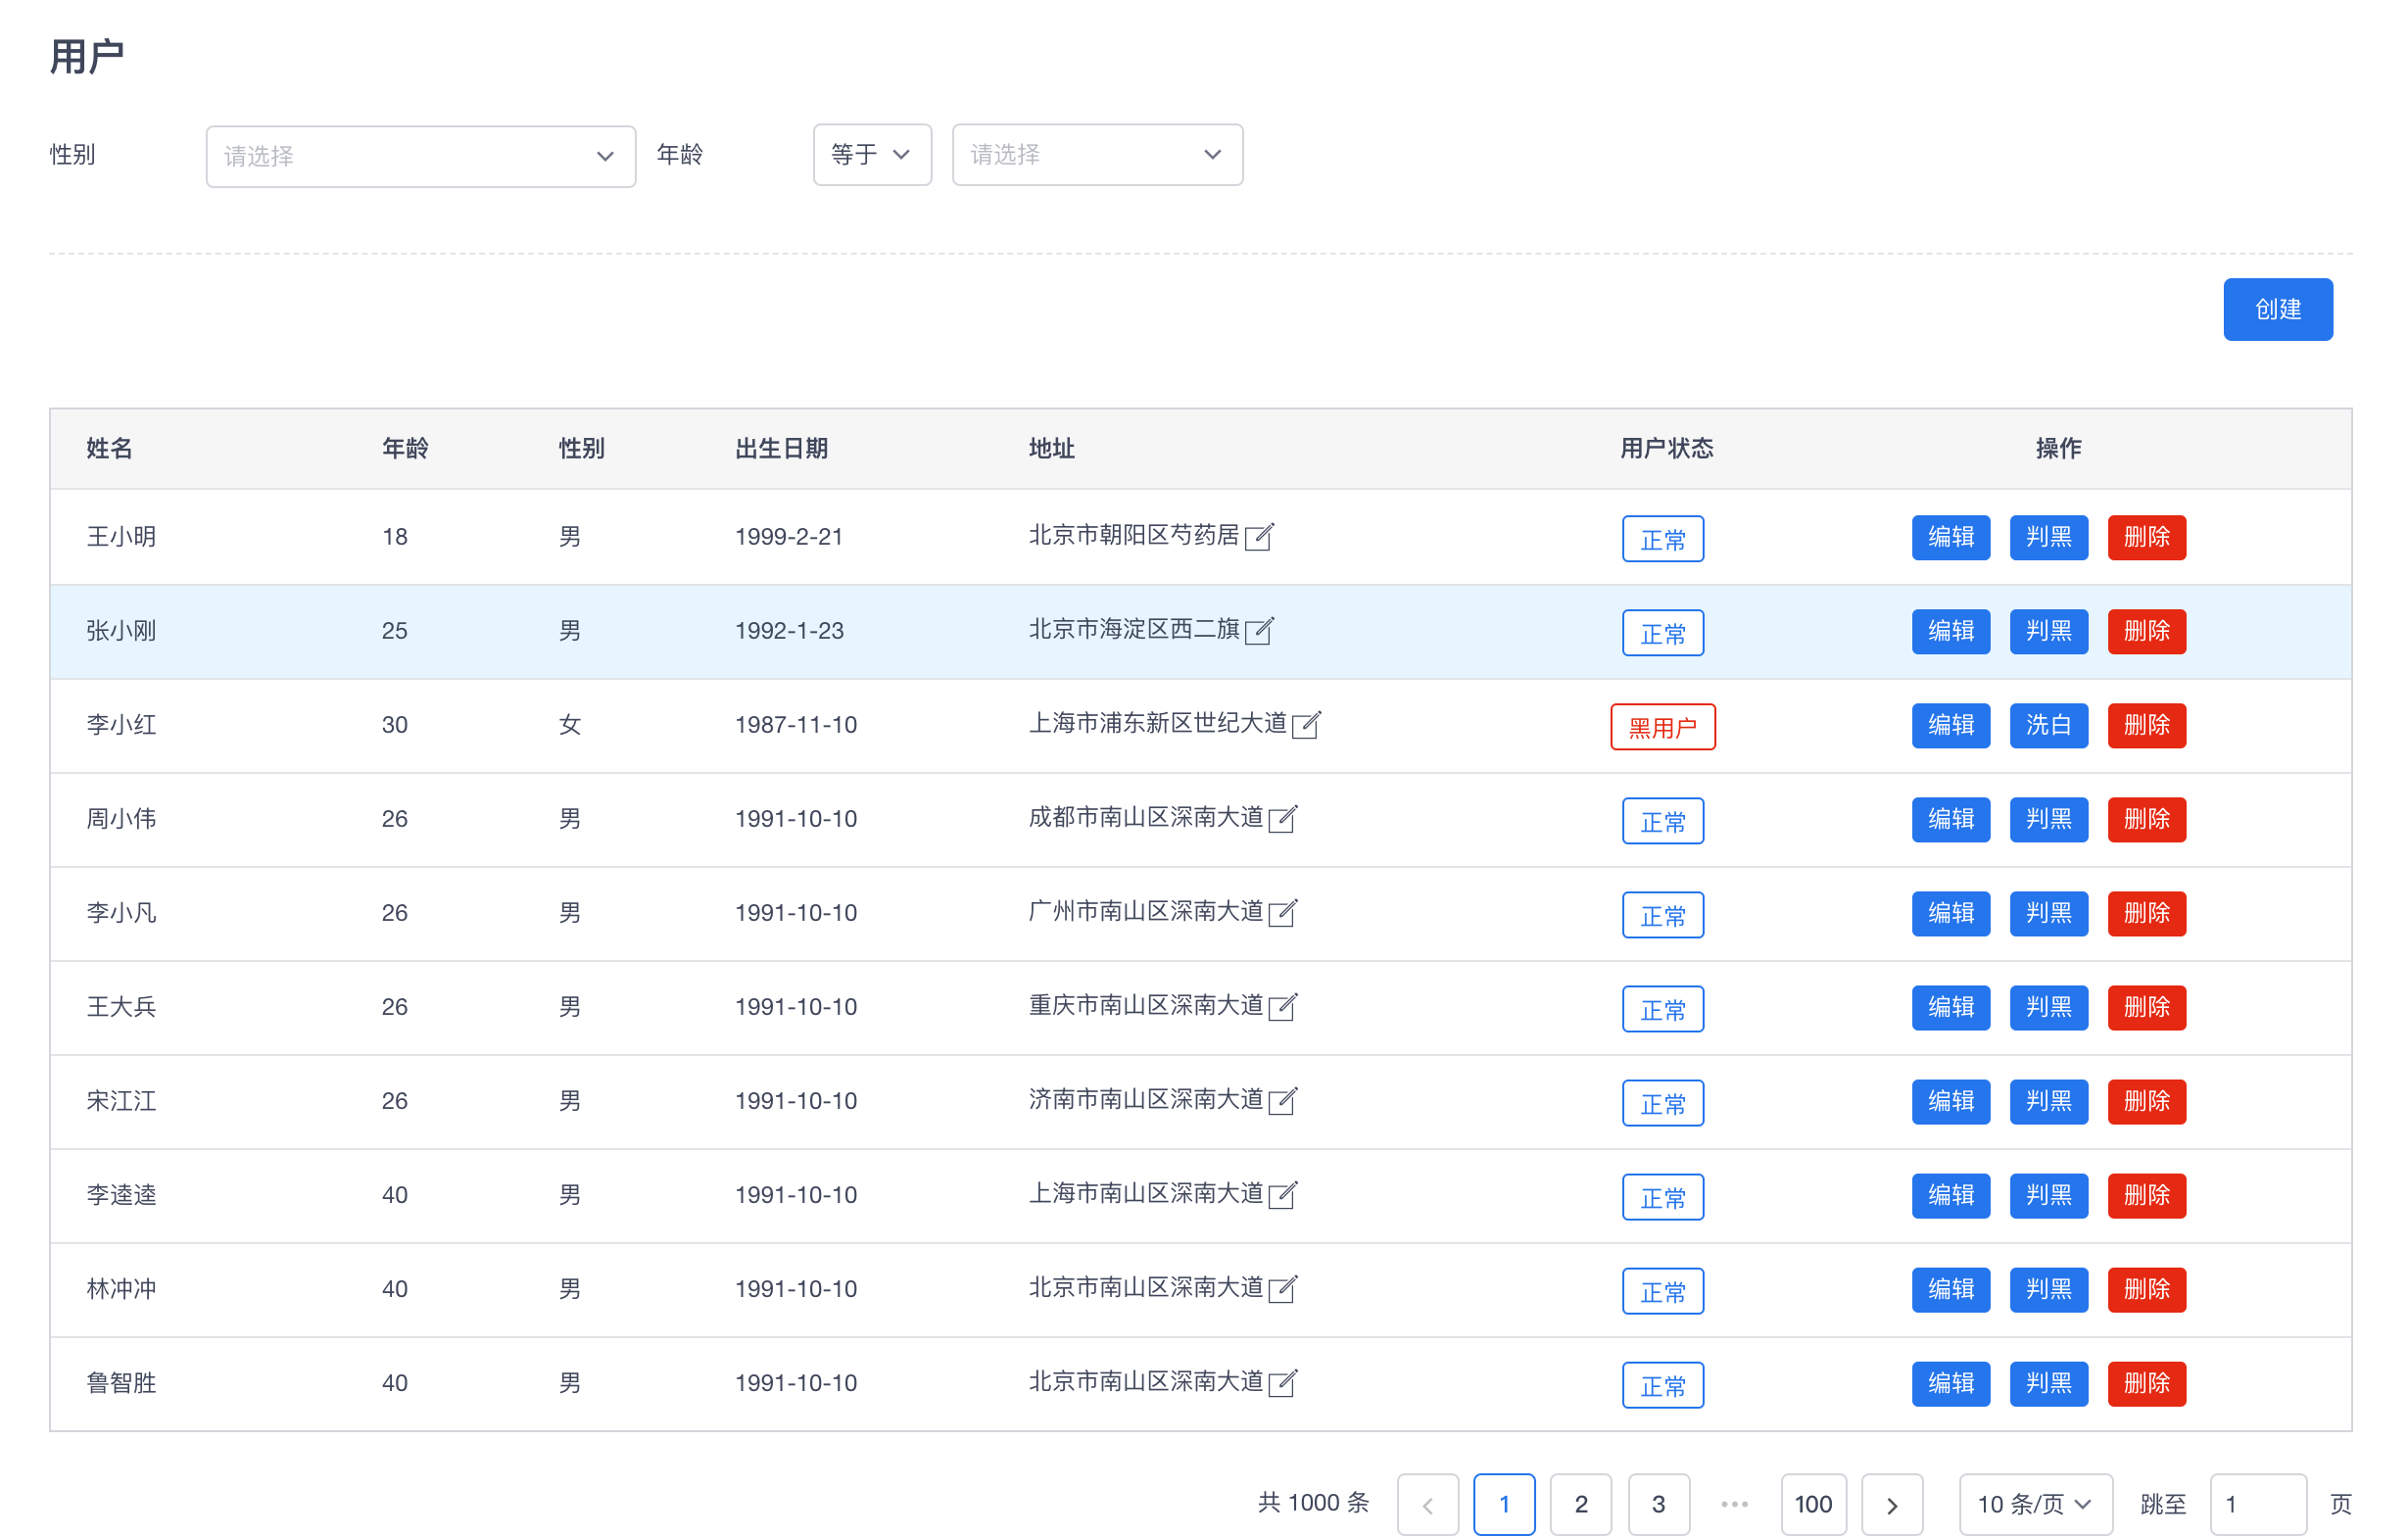 用户
性别 请选择 年龄 等于 请选择
创建
姓名 年龄 性别 出生日期 地址 用户状态 操作
王小明 18 男 1999-2-21 北京市朝阳区芍药居 正常 编辑 判黑 删除
张小刚 25 男 1992-1-23 北京市海淀区西二旗 正常 编辑 判黑 删除
李小红 30 女 1987-11-10 上海市浦东新区世纪大道 黑用户 编辑 洗白 删除
周小伟 26 男 1991-10-10 成都市南山区深南大道 正常 编辑 判黑 删除
李小凡 26 男 1991-10-10 广州市南山区深南大道 正常 编辑 判黑 删除
王大兵 26 男 1991-10-10 重庆市南山区深南大道 正常 编辑 判黑 删除
宋江江 26 男 1991-10-10 济南市南山区深南大道 正常 编辑 判黑 删除
李逵逵 40 男 1991-10-10 上海市南山区深南大道 正常 编辑 判黑 删除
林冲冲 40 男 1991-10-10 北京市南山区深南大道 正常 编辑 判黑 删除
鲁智胜 40 男 1991-10-10 北京市南山区深南大道 正常 编辑 判黑 删除
共 1000 条 1 2 3 ••• 100 10 条/页 跳至 1 页